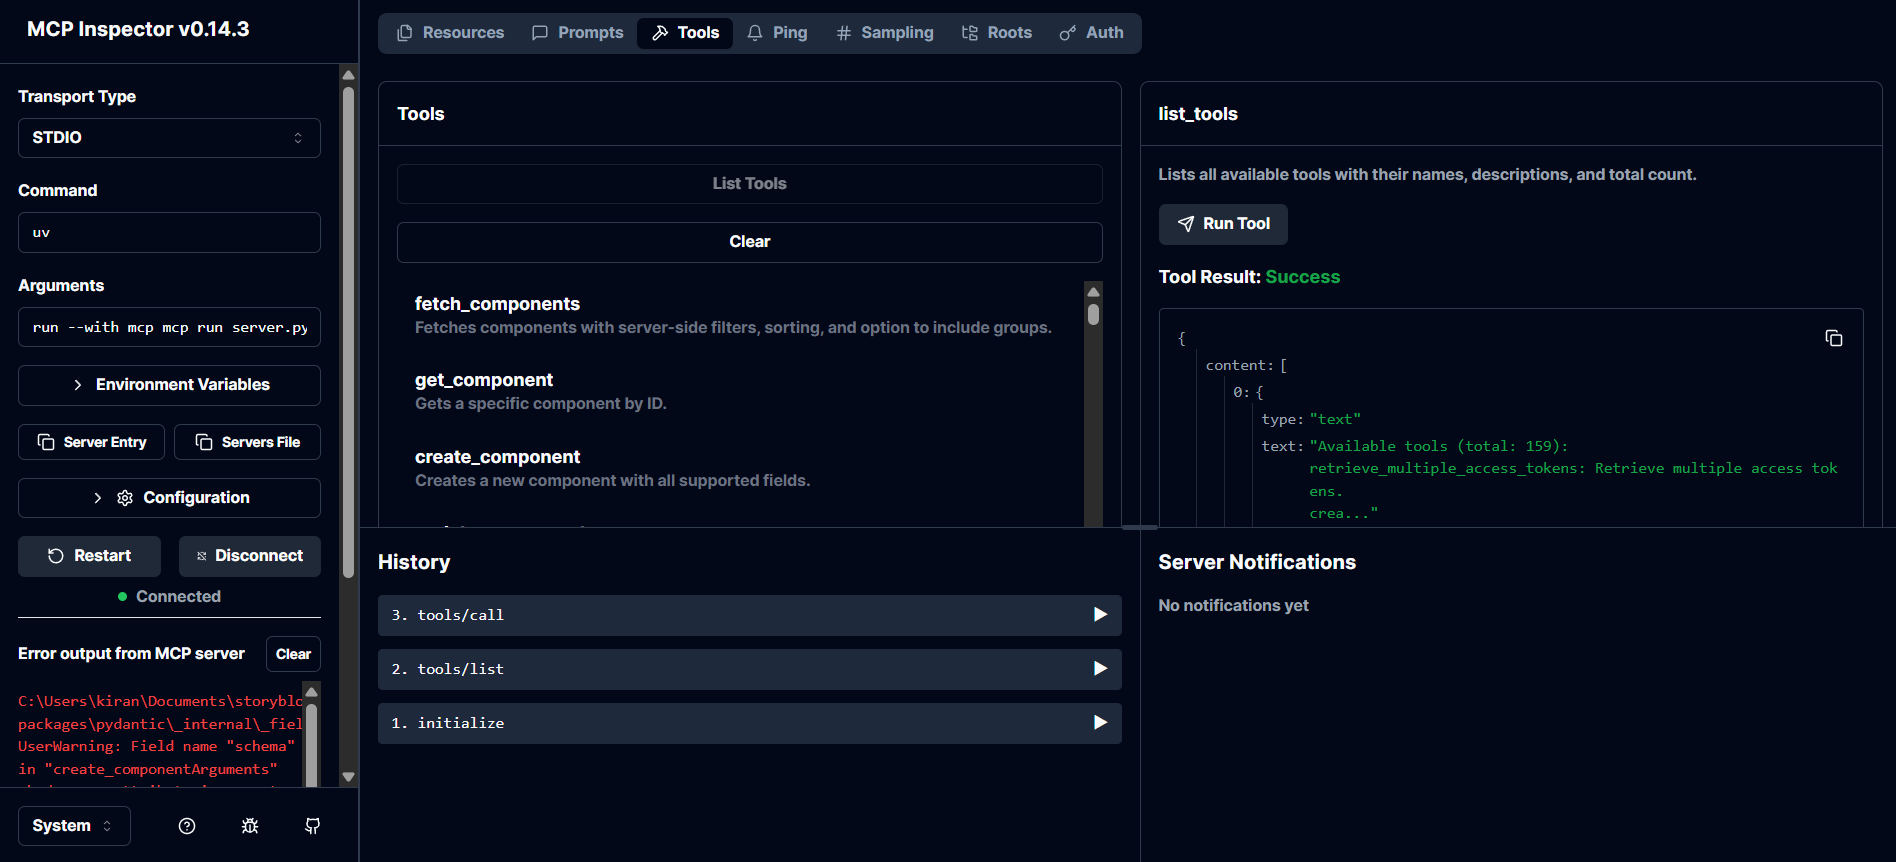 MCP Inspector v0.14.3
Transport Type
STDIO
Command
uv
Arguments
run --with mcp mcp run server.py
Environment Variables
Server Entry
Servers File
Configuration
Restart
Disconnect
Connected
Error output from MCP server
Clear
C:\Users\kiran\Documents\storyblo
packages\pydantic\_internal\_fiel
UserWarning: Field name "schema"
in "create_componentArguments"
System
Resources
Prompts
Tools
Ping
Sampling
Roots
Auth
Tools
List Tools
Clear
fetch_components
Fetches components with server-side filters, sorting, and option to include groups.
get_component
Gets a specific component by ID.
create_component
Creates a new component with all supported fields.
list_tools
Lists all available tools with their names, descriptions, and total count.
Run Tool
Tool Result: Success
{
content: [
0: {
type: "text"
text: "Available tools (total: 159):
retrieve_multiple_access_tokens: Retrieve multiple access tok
ens.
crea..."
History
3. tools/call
2. tools/list
1. initialize
Server Notifications
No notifications yet